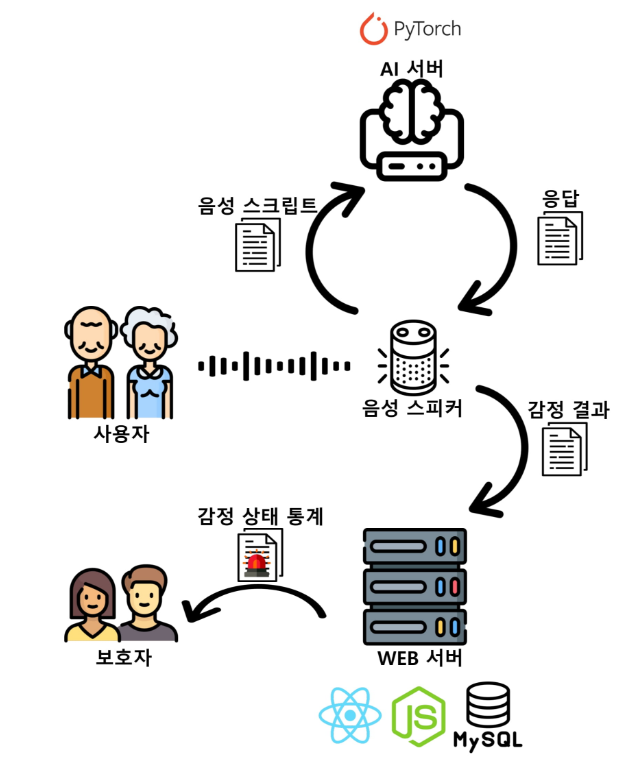 PyTorch
AI 서버
음성 스크립트
응답
사용자
음성 스피커
감정 결과
감정 상태 통계
보호자
WEB 서버
JS
MySQL